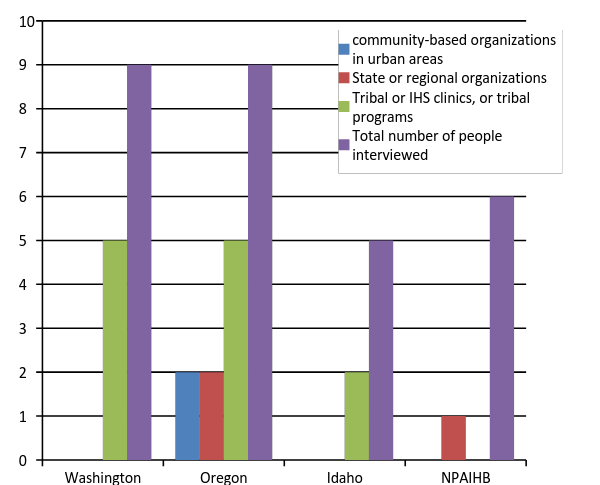 10
9
8
7
6
5
4
3
2
1
0
community-based organizations
in urban areas
State or regional organizations
Tribal or IHS clinics, or tribal
programs
Total number of people
interviewed
Washington
Oregon
Idaho
NPAIHB